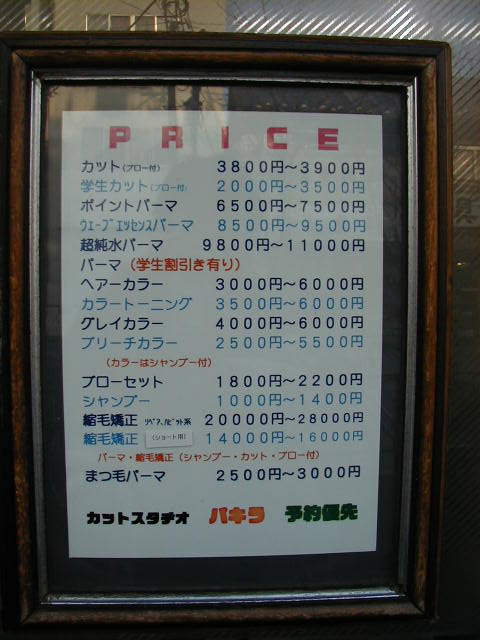 PRICE
カット(ブロー付) 3800円〜3900円
学生カット(ブロー付) 2000円〜3500円
ポイントパーマ 6500円〜7500円
ウェーブエッセンスパーマ 8500円〜9500円
超純水パーマ 9800円〜11000円
パーマ(学生割引き有り)
ヘアーカラー 3000円〜6000円
カラートーニング 3500円〜6000円
グレイカラー 4000円〜6000円
ブリーチカラー 2500円〜5500円
(カラーはシャンプー付)
ブローセット 1800円〜2200円
シャンプー 1000円〜1400円
縮毛矯正 20000円〜28000円
縮毛矯正 (ショート用) 14000円〜16000円
パーマ・縮毛矯正(シャンプー・カット・ブロー付)
まつ毛パーマ 2500円〜3000円
カットスタヂオ パキラ 予約優先